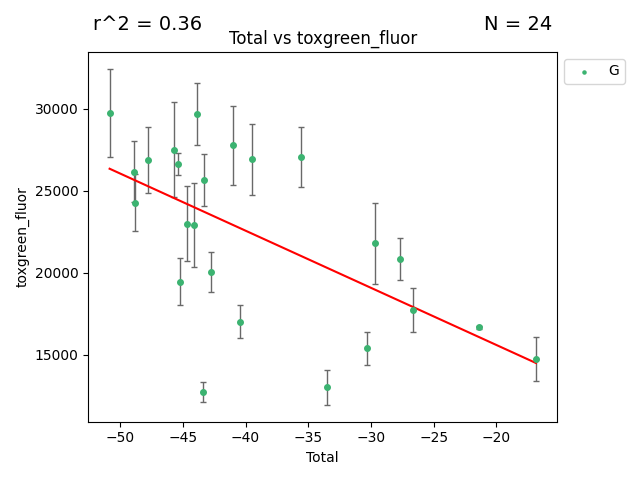 r^2 = 0.36
N = 24
Total vs toxgreen_fluor
G
30000
25000
20000
15000
toxgreen_fluor
−50
−45
−40
−35
−30
−25
−20
Total